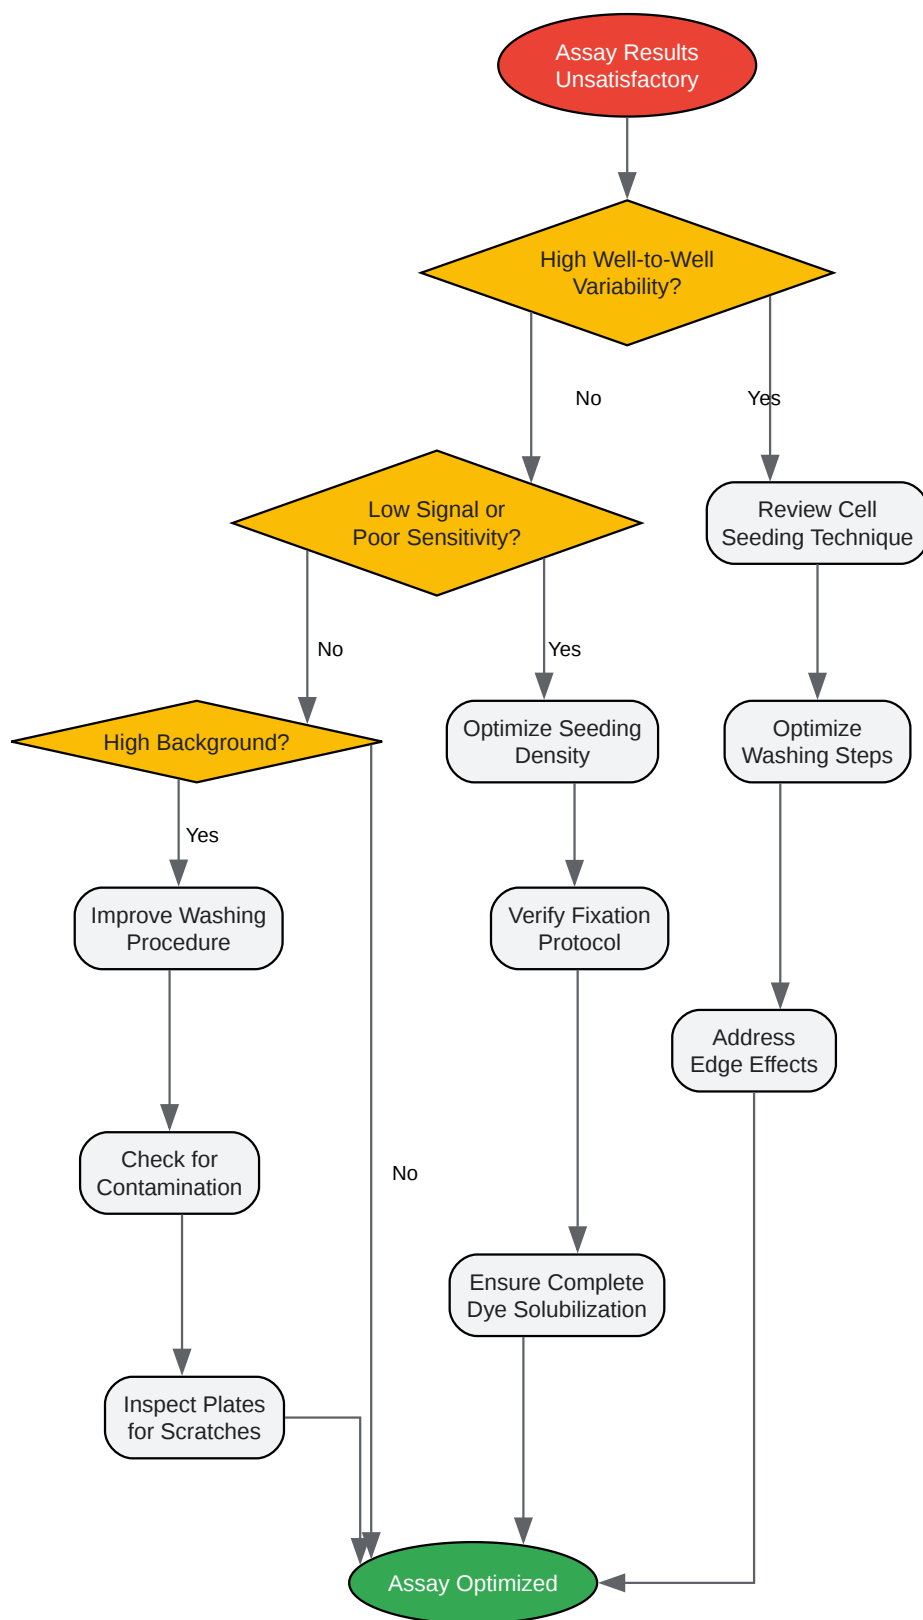 Assay Results
Unsatisfactory
High Well-to-Well
Variability?
No
Yes
Low Signal or
Poor Sensitivity?
Review Cell
Seeding Technique
No
Yes
High Background?
Optimize Seeding
Density
Optimize
Washing Steps
Yes
Improve Washing
Procedure
Verify Fixation
Protocol
Address
Edge Effects
Check for
Contamination
No
Ensure Complete
Dye Solubilization
Inspect Plates
for Scratches
Assay Optimized